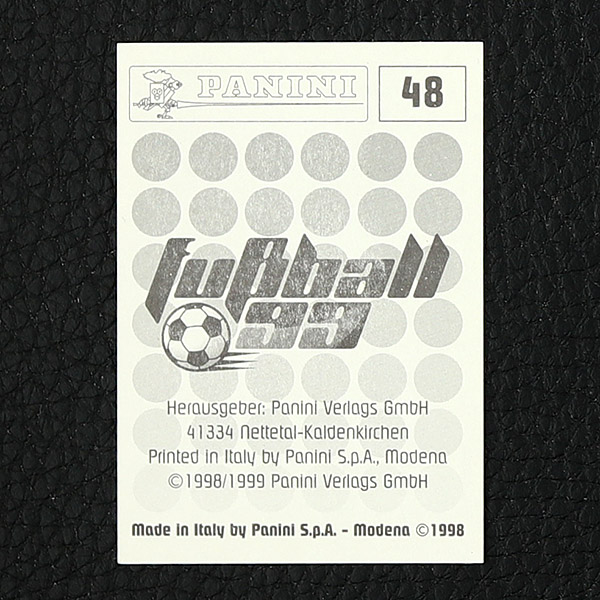 PANINI
48
fußball
99
Herausgeber: Panini Verlags GmbH
41334 Nettetal-Kaldenkirchen
Printed in Italy by Panini S.p.A., Modena
©1998/1999 Panini Verlags GmbH
Made in Italy by Panini S.p.A. - Modena ©1998